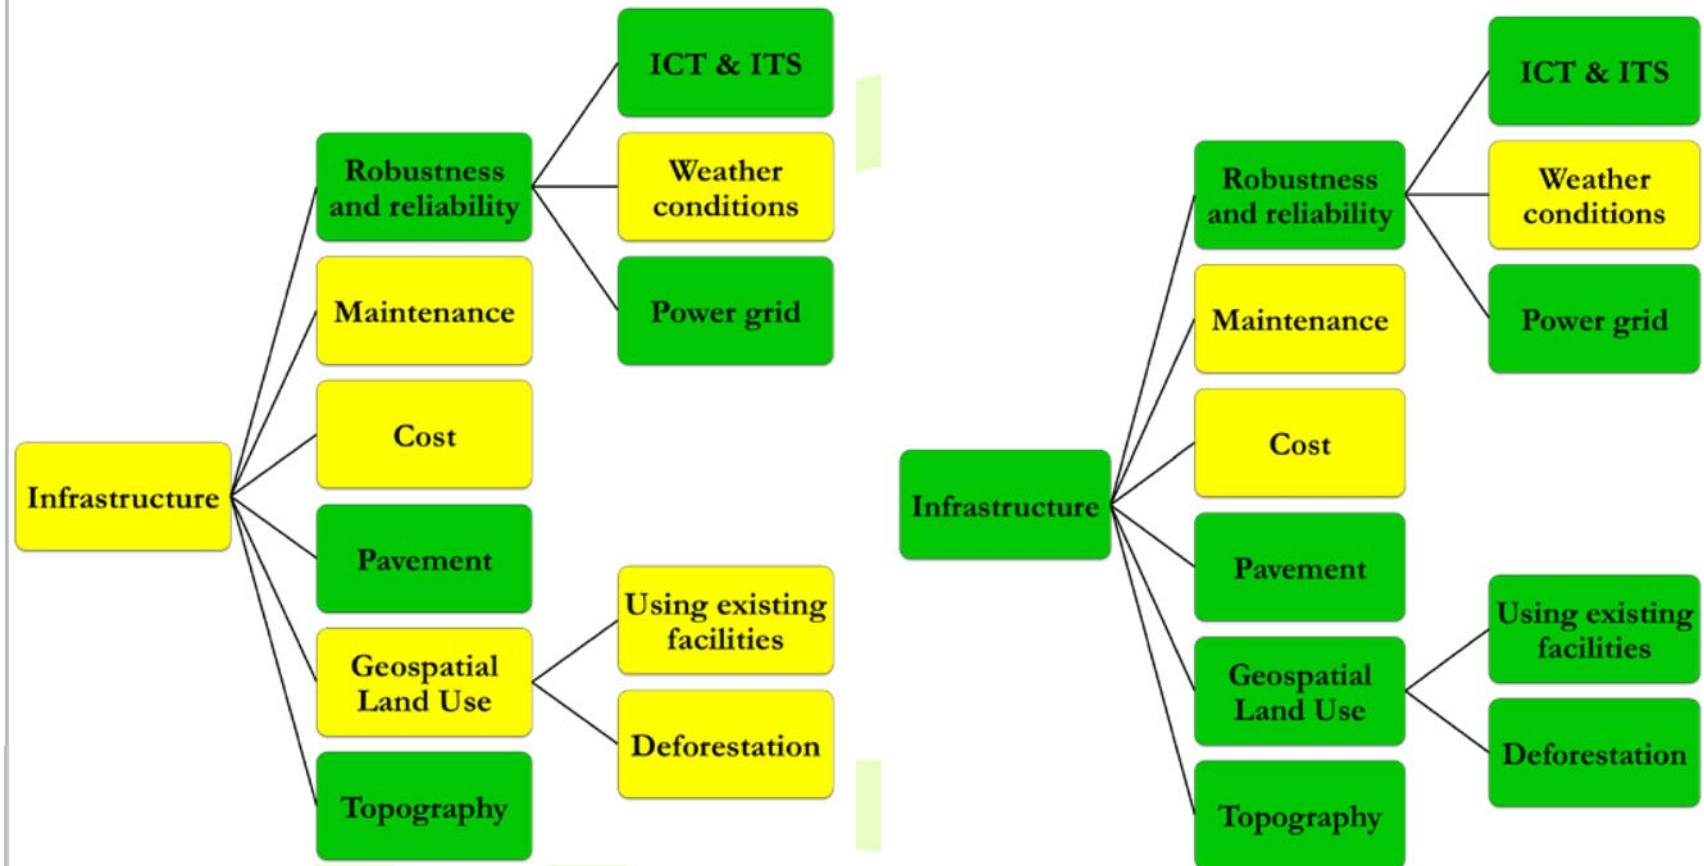 ICT & ITS
Robustness
and reliability
Weather
conditions
Maintenance
Power grid
Cost
Infrastructure
Pavement
Using existing
facilities
Geospatial
Land Use
Deforestation
Topography
ICT & ITS
Robustness
and reliability
Weather
conditions
Maintenance
Power grid
Cost
Infrastructure
Pavement
Using existing
facilities
Geospatial
Land Use
Deforestation
Topography